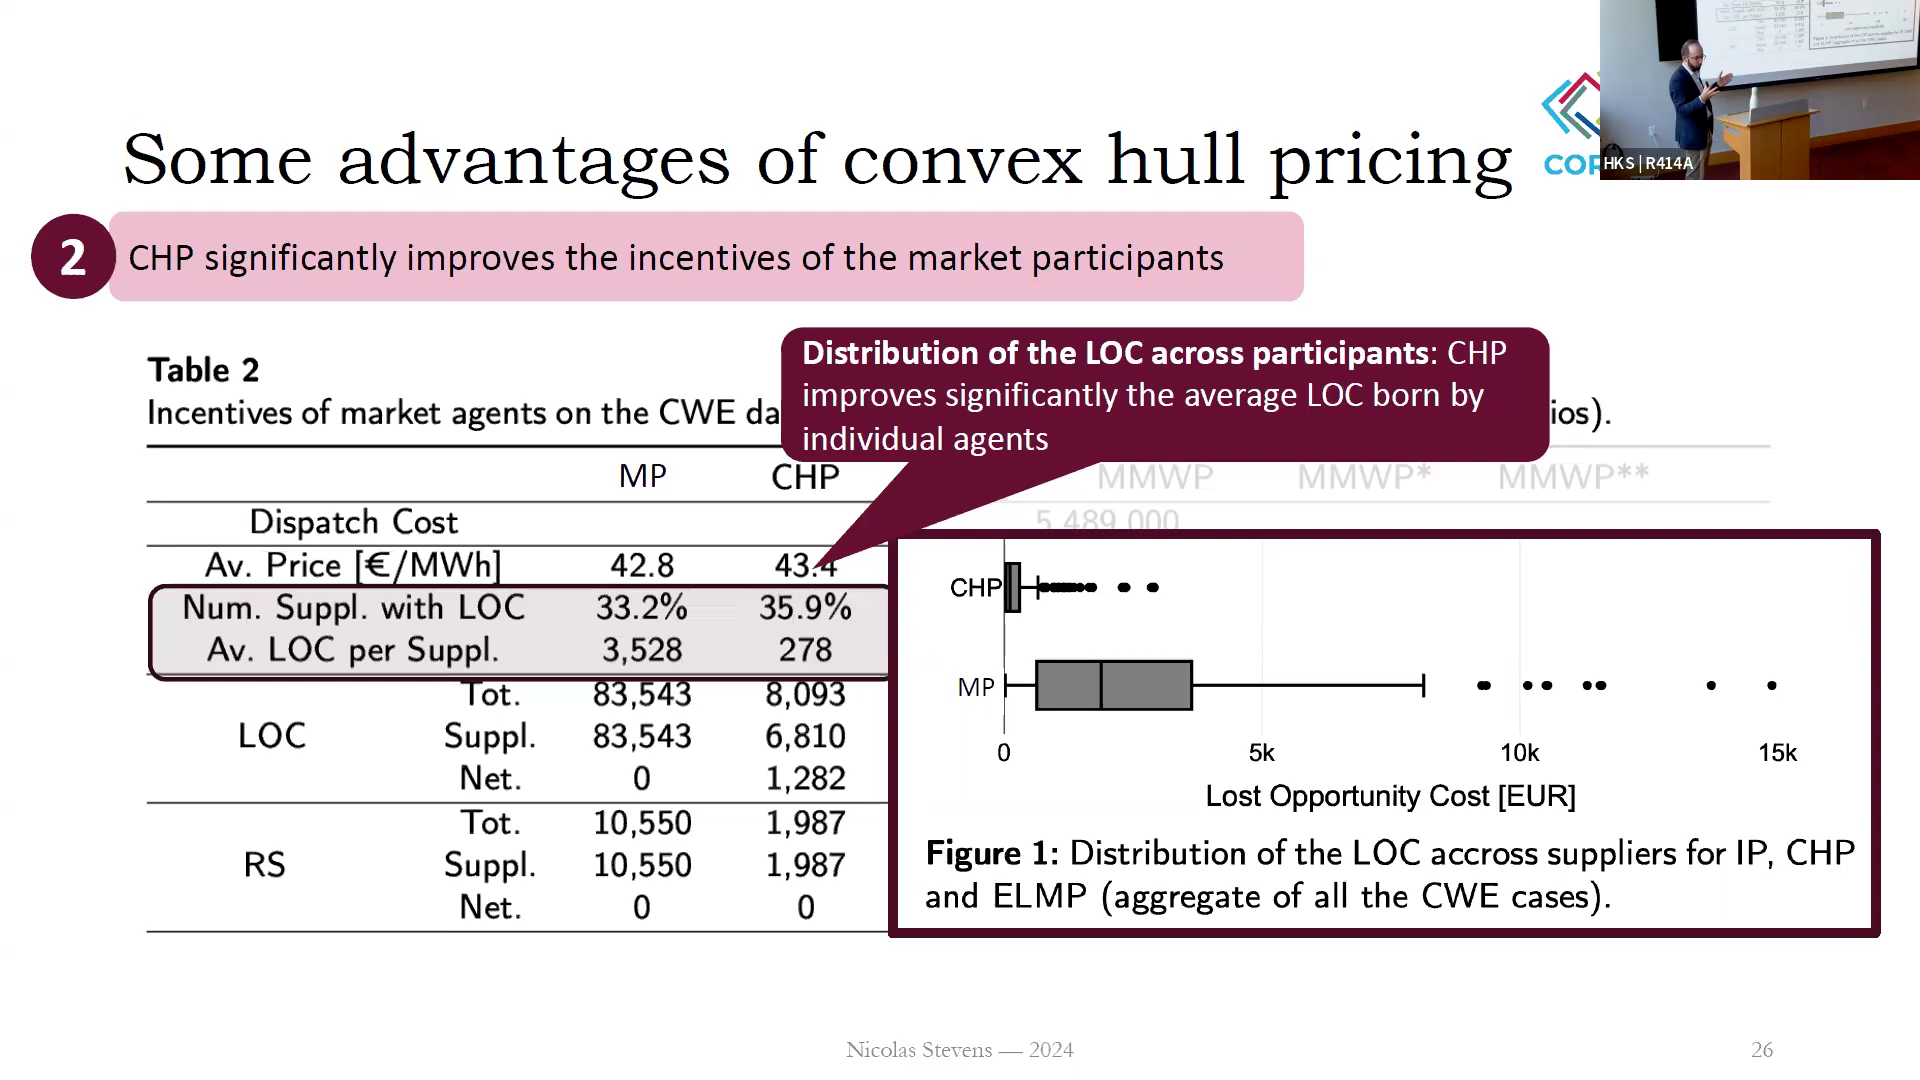 Some advantages of convex hull pricing
HKS | R414A
2
CHP significantly improves the incentives of the market participants
Distribution of the LOC across participants: CHP
improves significantly the average LOC born by
individual agents
Table 2
Incentives of market agents on the CWE da ios).
MP CHP MMWP MMWP* MMWP**
Dispatch Cost 5 489 000
Av. Price [€/MWh] 42.8 43.4
Num. Suppl. with LOC 33.2% 35.9%
Av. LOC per Suppl. 3,528 278
Tot. 83,543 8,093
LOC Suppl. 83,543 6,810
Net. 0 1,282
Tot. 10,550 1,987
RS Suppl. 10,550 1,987
Net. 0 0
CHP
MP
0 5k 10k 15k
Lost Opportunity Cost [EUR]
Figure 1: Distribution of the LOC accross suppliers for IP, CHP
and ELMP (aggregate of all the CWE cases).
Nicolas Stevens — 2024
26